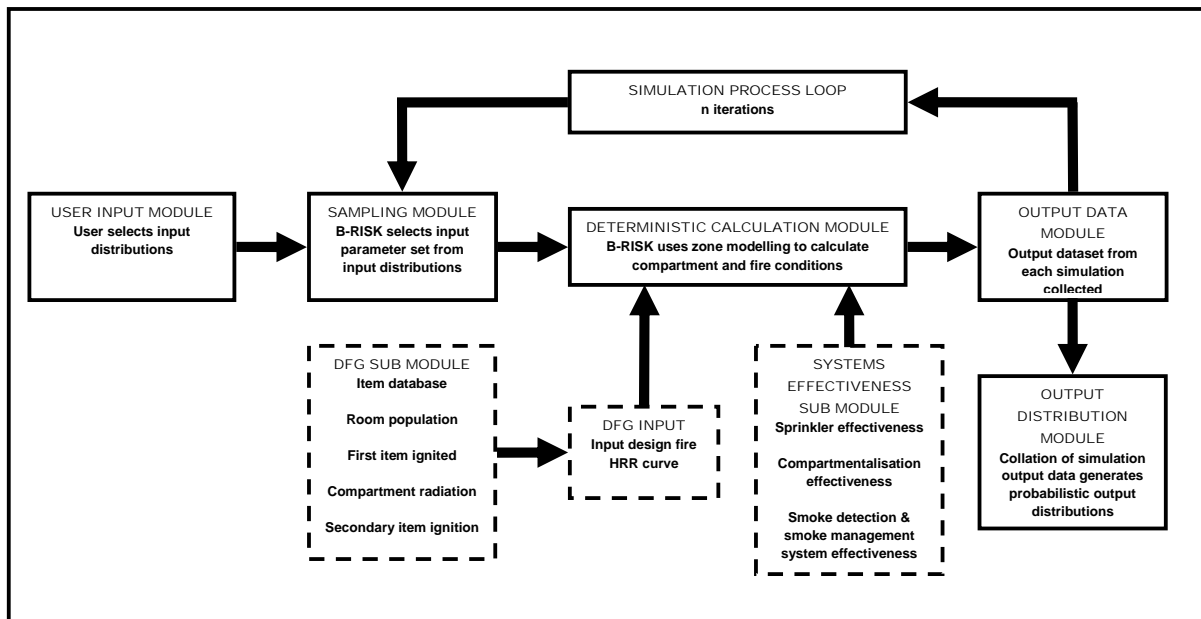 SIMULATION PROCESS LOOP
n iterations
USER INPUT MODULE
User selects input
distributions
SAMPLING MODULE
B-RISK selects input
parameter set from
input distributions
DETERMINISTIC CALCULATION MODULE
B-RISK uses zone modelling to calculate
compartment and fire conditions
OUTPUT DATA
MODULE
Output dataset from
each simulation
collected
DFG SUB MODULE
Item database
Room population
First item ignited
Compartment radiation
Secondary item ignition
DFG INPUT
Input design fire
HRR curve
SYSTEMS
EFFECTIVENESS
SUB MODULE
Sprinkler effectiveness
Compartmentalisation
effectiveness
Smoke detection &
smoke management
system effectiveness
OUTPUT
DISTRIBUTION
MODULE
Collation of simulation
output data generates
probabilistic output
distributions